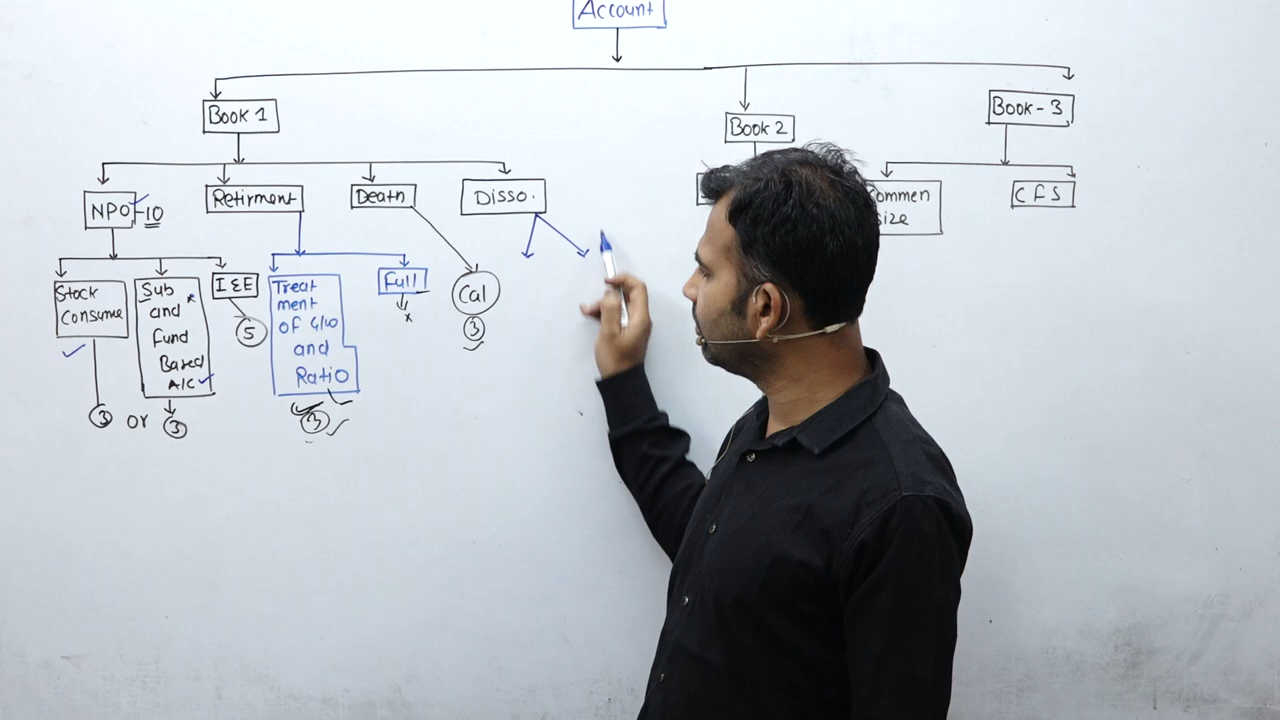 Account
Book 1
Book 2
Book - 3
NPO
10
Retirment
Death
Disso.
ommen
size
CFS
Stock
Consume
Sub
and
Fund
Based
A/C
I & E
5
Treat
ment
OF G/W
and
Ratio
Full
x
Cal
3
3
or
3
3